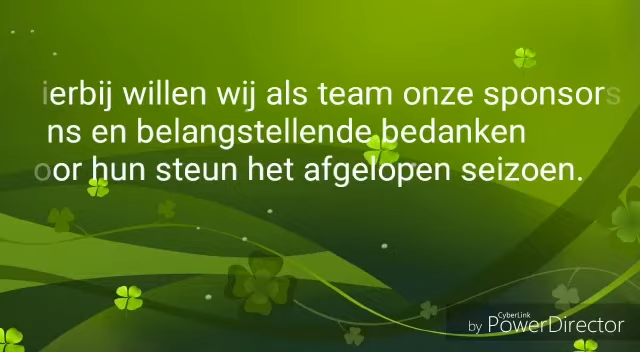 ierbij willen wij als team onze sponsors
ns en belangstellende bedanken
oor hun steun het afgelopen seizoen.
CyberLink
by PowerDirector